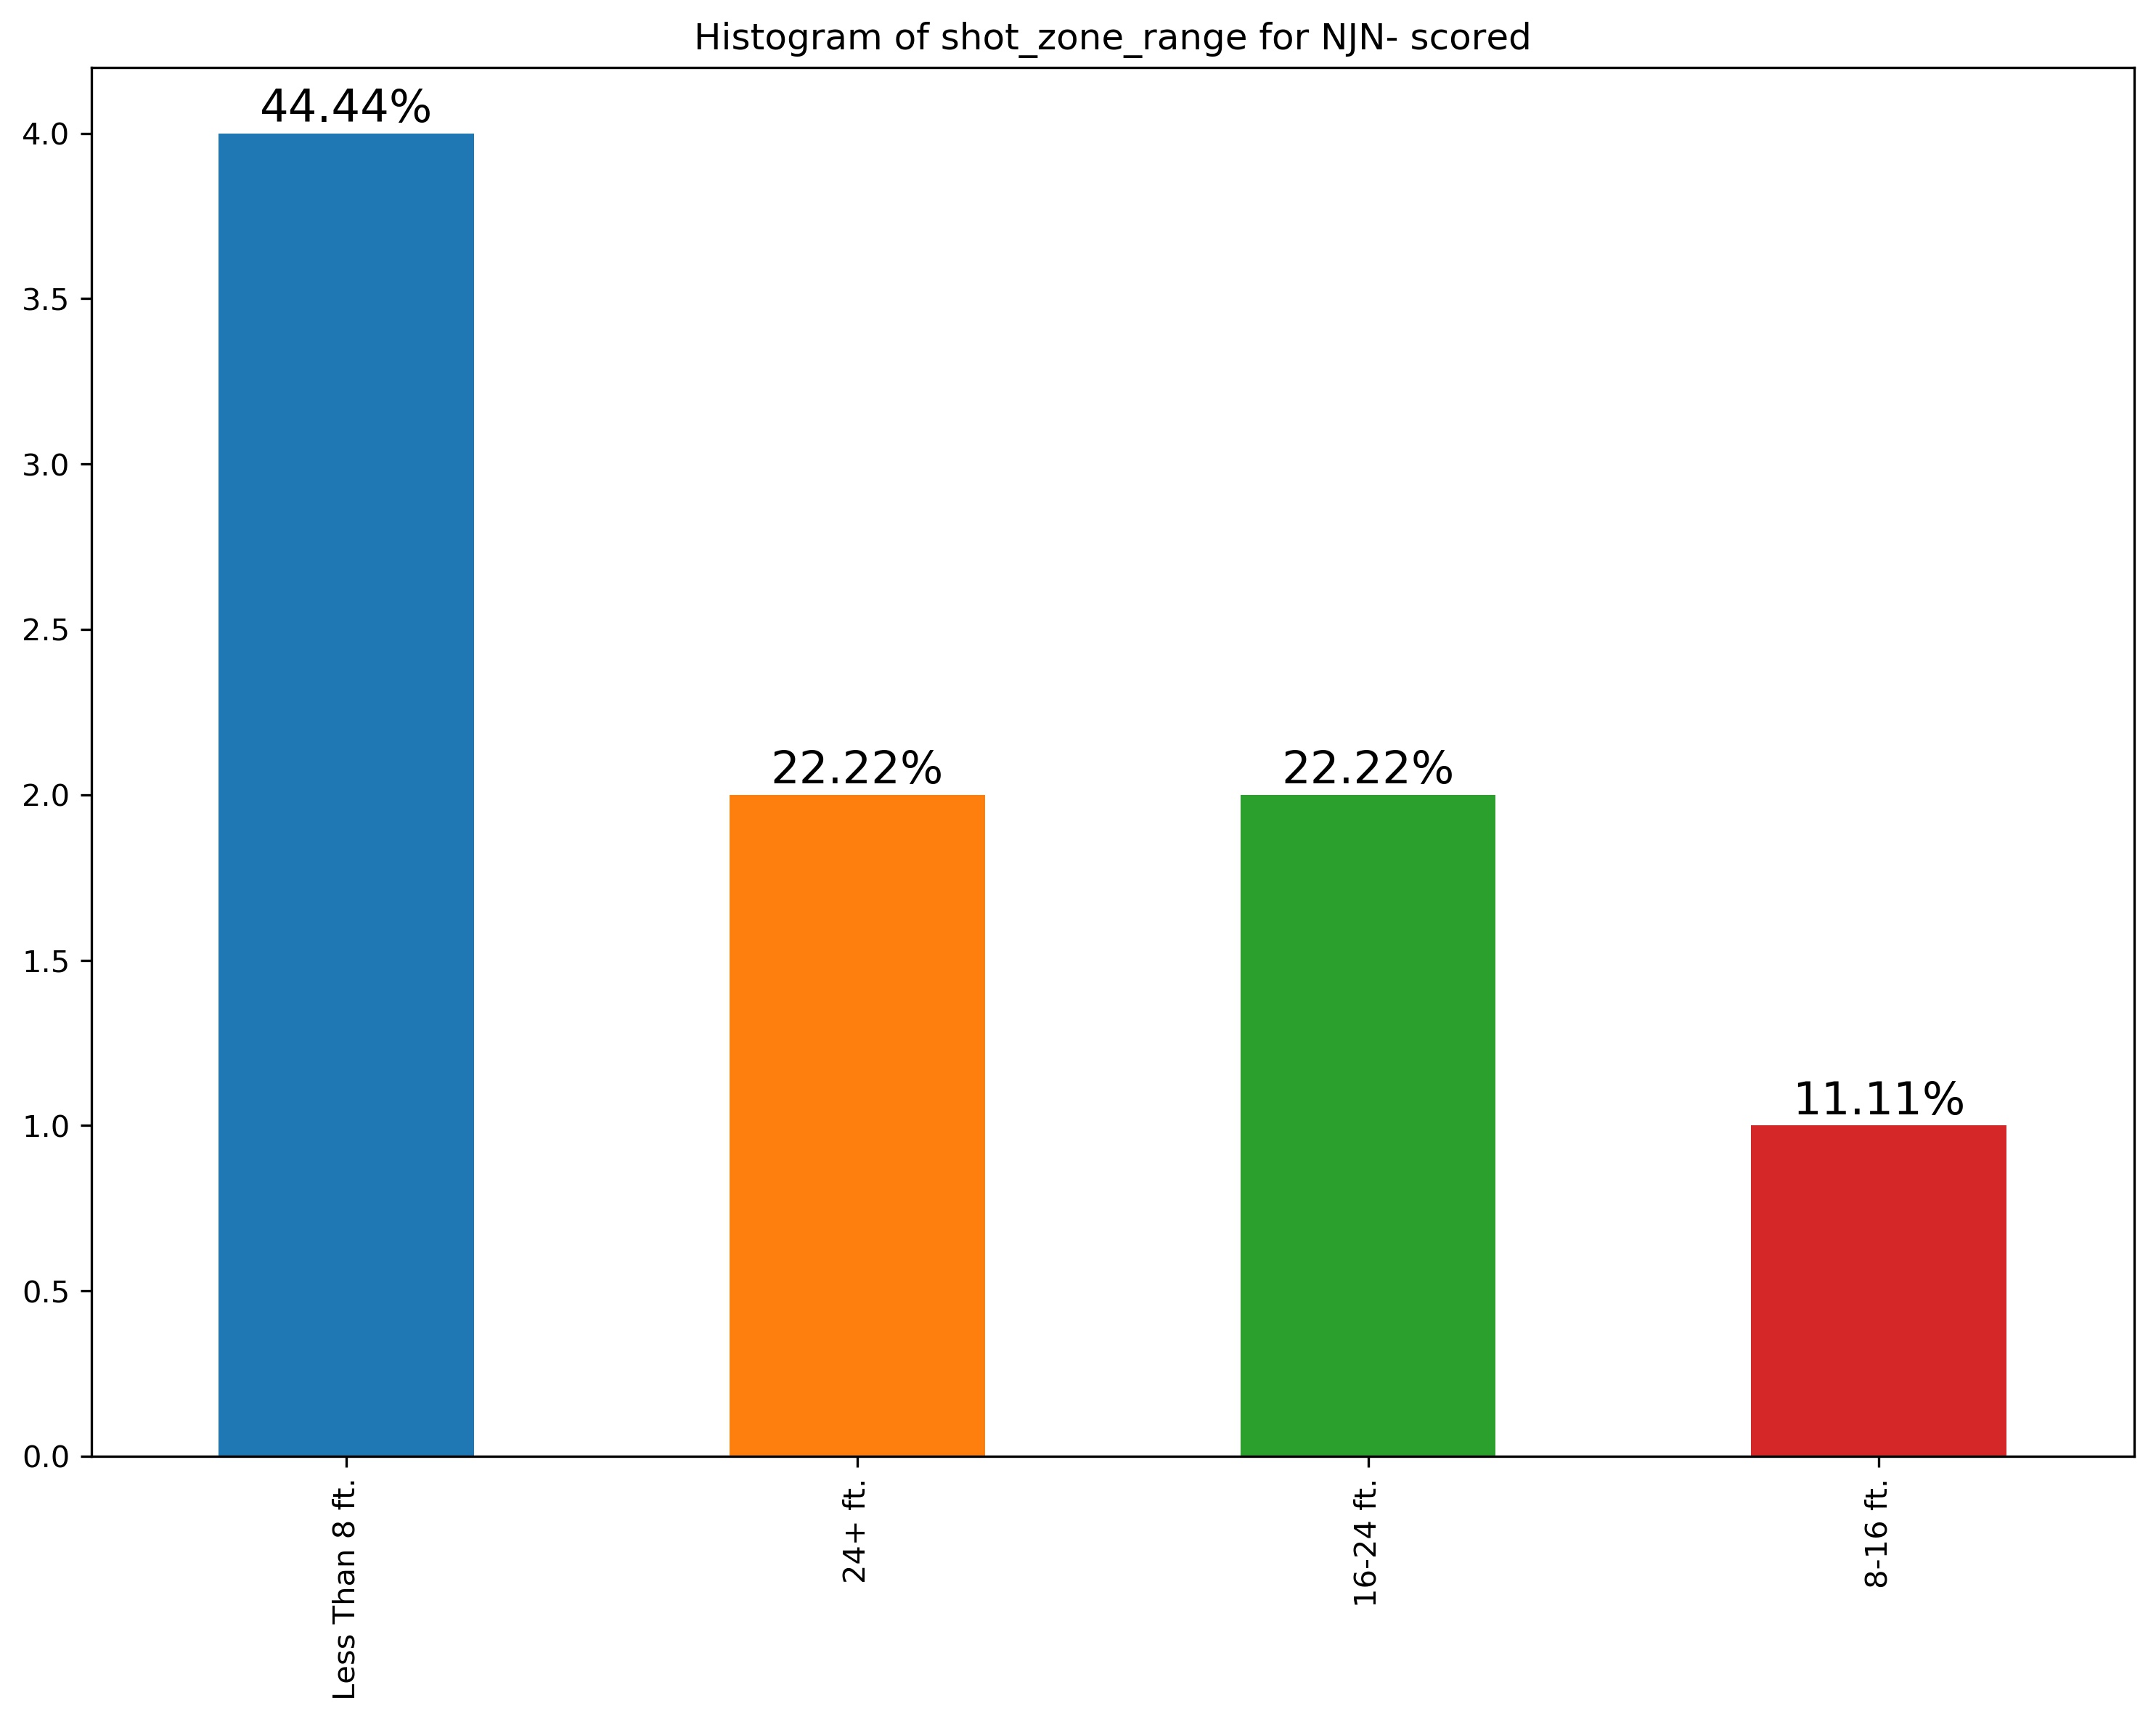 Histogram of shot_zone_range for NJN- scored
44.44%
22.22%
22.22%
11.11%
4.0
3.5
3.0
2.5
2.0
1.5
1.0
0.5
0.0
Less Than 8 ft.
24+ ft.
16-24 ft.
8-16 ft.